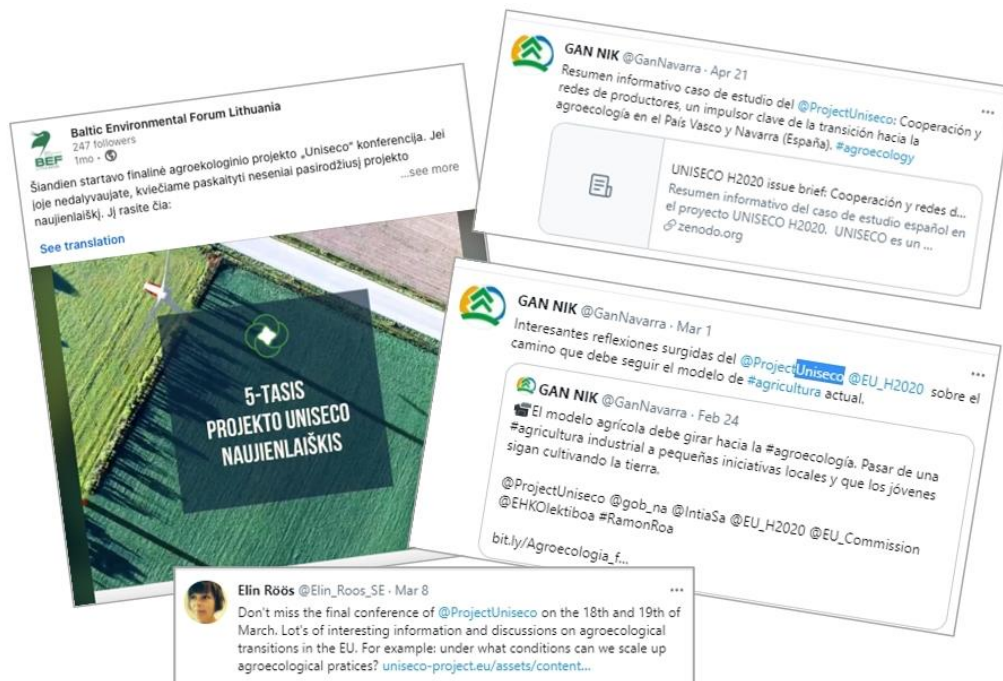 Baltic Environmental Forum Lithuania
247 followers
1mo •
BEF
Šiandien startavo finalinė agroekologinio projekto „Uniseco" konferencija. Jei
joje nedalyvaujate, kviečiame paskaityti neseniai pasirodžiusį projekto
naujienlaiškį. Jį rasite čia:
...see more
See translation
5-TASIS
PROJEKTO UNISECO
NAUJIENLAIŠKIS
GAN NIK @GanNavarra · Apr 21
Resumen informativo caso de estudio del @ProjectUniseco: Cooperación y
redes de productores, un impulsor clave de la transición hacia la
agroecología en el País Vasco y Navarra (España). #agroecology
UNISECO H2020 issue brief: Cooperación y redes d...
Resumen informativo del caso de estudio español en
el proyecto UNISECO H2020. UNISECO es un ...
zenodo.org
GAN NIK @GanNavarra · Mar 1
Interesantes reflexiones surgidas del @ProjectUniseco @EU_H2020 sobre el
camino que debe seguir el modelo de #agricultura actual.
GAN NIK @GanNavarra · Feb 24
El modelo agrícola debe girar hacia la #agroecología. Pasar de una
#agricultura industrial a pequeñas iniciativas locales y que los jóvenes
sigan cultivando la tierra.
@ProjectUniseco @gob_na @IntiaSa @EU_H2020 @EU_Commission
@EHKOlektiboa #RamonRoa
bit.ly/Agroecologia_f...
Elin Röös @Elin_Roos_SE · Mar 8
Don't miss the final conference of @ProjectUniseco on the 18th and 19th of
March. Lot's of interesting information and discussions on agroecological
transitions in the EU. For example: under what conditions can we scale up
agroecological pratices? uniseco-project.eu/assets/content...